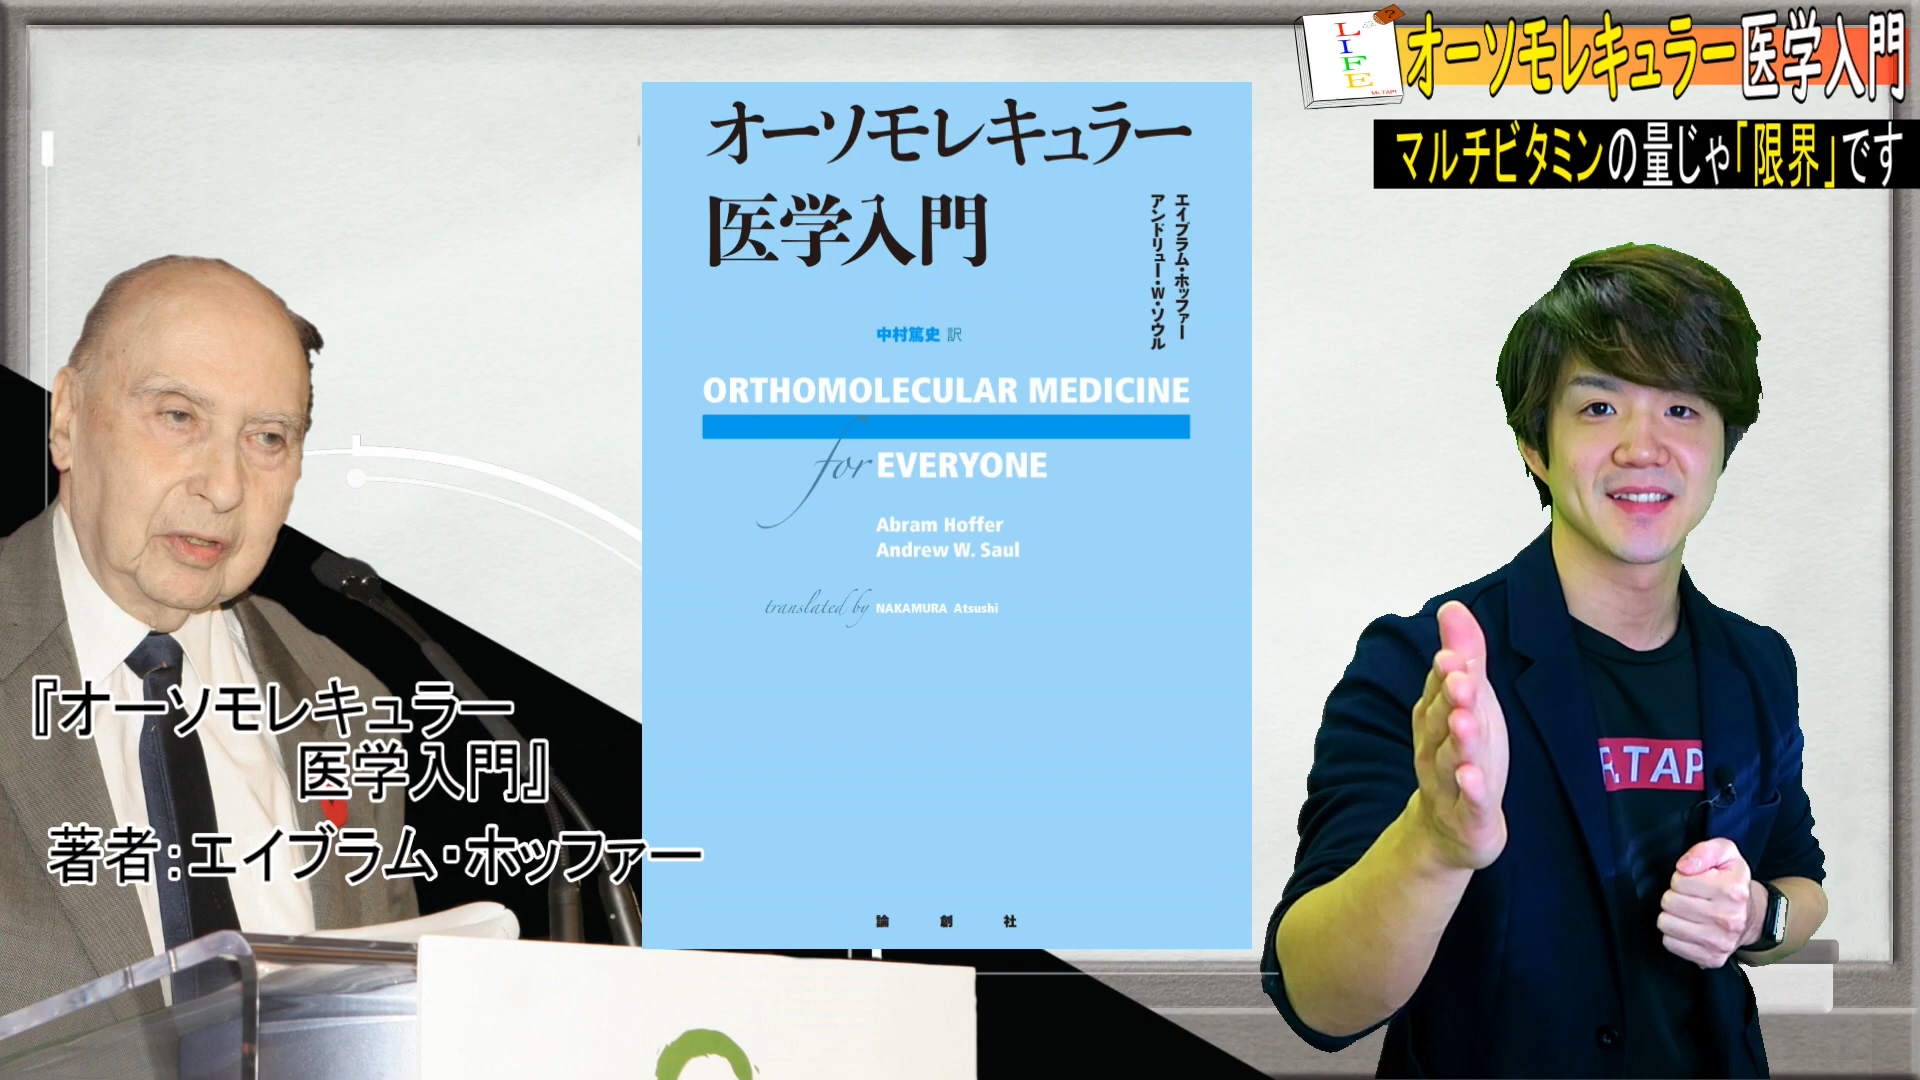 LIFE
Mr.TAPI
オーソモレキュラー医学入門
マルチビタミンの量じゃ「限界」です
オーソモレキュラー
医学入門
エイブラム・ホッファー
アンドリュー・W・ソウル
中村篤史 訳
ORTHOMOLECULAR MEDICINE
for EVERYONE
Abram Hoffer
Andrew W. Saul
translated by NAKAMURA Atsushi
論創社
『オーソモレキュラー
医学入門』
著者：エイブラム・ホッファー
R.TAP